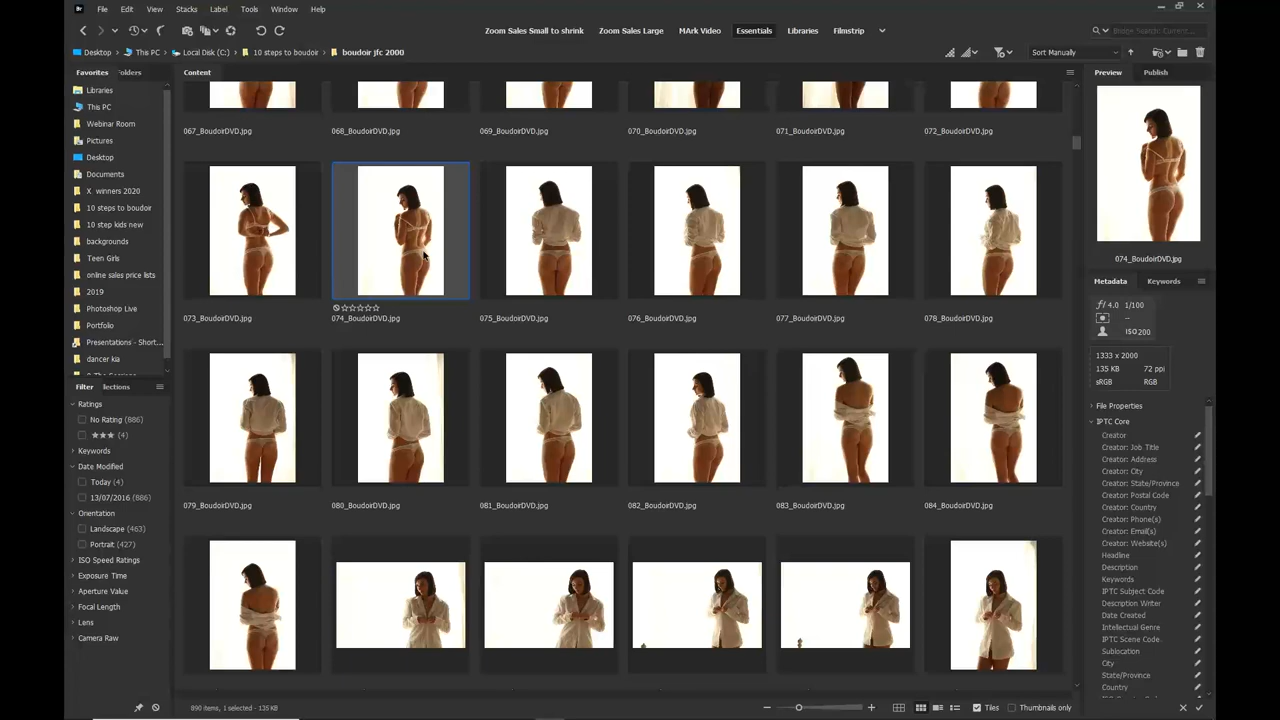 Br File Edit View Stacks Label Tools Window Help
Zoom Sales Small to shrink Zoom Sales Large MArk Video Essentials Libraries Filmstrip
Desktop This PC Local Disk (C:) 10 steps to boudoir boudoir jfc 2000
Sort Manually
Favorites Folders
Libraries
This PC
Webinar Room
Pictures
Desktop
Documents
X winners 2020
10 steps to boudoir
10 step kids new
backgrounds
Teen Girls
online sales price lists
2019
Photoshop Live
Portfolio
Presentations - Short...
dancer kia
Filter llections
Ratings
No Rating (886)
★★★ (4)
Keywords
Date Modified
Today (4)
13/07/2016 (886)
Orientation
Landscape (463)
Portrait (427)
ISO Speed Ratings
Exposure Time
Aperture Value
Focal Length
Lens
Camera Raw
Content
067_BoudoirDVD.jpg 068_BoudoirDVD.jpg 069_BoudoirDVD.jpg 070_BoudoirDVD.jpg 071_BoudoirDVD.jpg 072_BoudoirDVD.jpg
073_BoudoirDVD.jpg 074_BoudoirDVD.jpg 075_BoudoirDVD.jpg 076_BoudoirDVD.jpg 077_BoudoirDVD.jpg 078_BoudoirDVD.jpg
079_BoudoirDVD.jpg 080_BoudoirDVD.jpg 081_BoudoirDVD.jpg 082_BoudoirDVD.jpg 083_BoudoirDVD.jpg 084_BoudoirDVD.jpg
890 items, 1 selected - 135 KB
Tiles Thumbnails only
Preview Publish
074_BoudoirDVD.jpg
Metadata Keywords
f/ 4.0 1/100
--
ISO 200
1333 x 2000
135 KB 72 ppi
sRGB RGB
File Properties
IPTC Core
Creator
Creator: Job Title
Creator: Address
Creator: City
Creator: State/Province
Creator: Postal Code
Creator: Country
Creator: Phone(s)
Creator: Email(s)
Creator: Website(s)
Headline
Description
Keywords
IPTC Subject Code
Description Writer
Date Created
Intellectual Genre
IPTC Scene Code
Sublocation
City
State/Province
Country